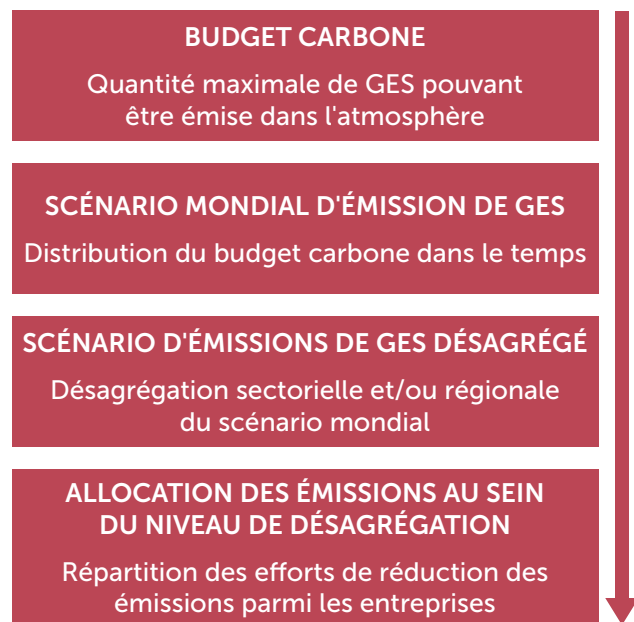 BUDGET CARBONE
Quantité maximale de GES pouvant
être émise dans l'atmosphère
SCÉNARIO MONDIAL D'ÉMISSION DE GES
Distribution du budget carbone dans le temps
SCÉNARIO D'ÉMISSIONS DE GES DÉSAGRÉGÉ
Désagrégation sectorielle et/ou régionale
du scénario mondial
ALLOCATION DES ÉMISSIONS AU SEIN
DU NIVEAU DE DÉSAGRÉGATION
Répartition des efforts de réduction des
émissions parmi les entreprises